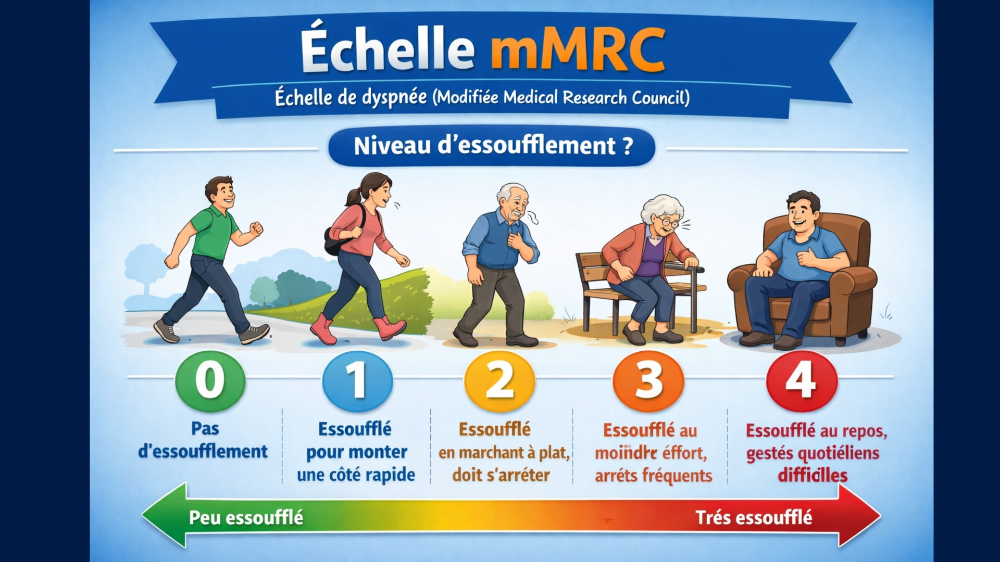 Échelle mMRC
Échelle de dyspnée (Modifiée Medical Research Council)
Niveau d'essoufflement ?
0
Pas
d'essoufflement
1
Essoufflé
pour monter
une côté rapide
2
Essoufflé
en marchant à plat,
doit s'arréter
3
Essoufflé au
éffort,
arréts fréquents
4
Essoufflé au repos,
gestés quotiéliens
Peu essoufflé
Trés essoufflé